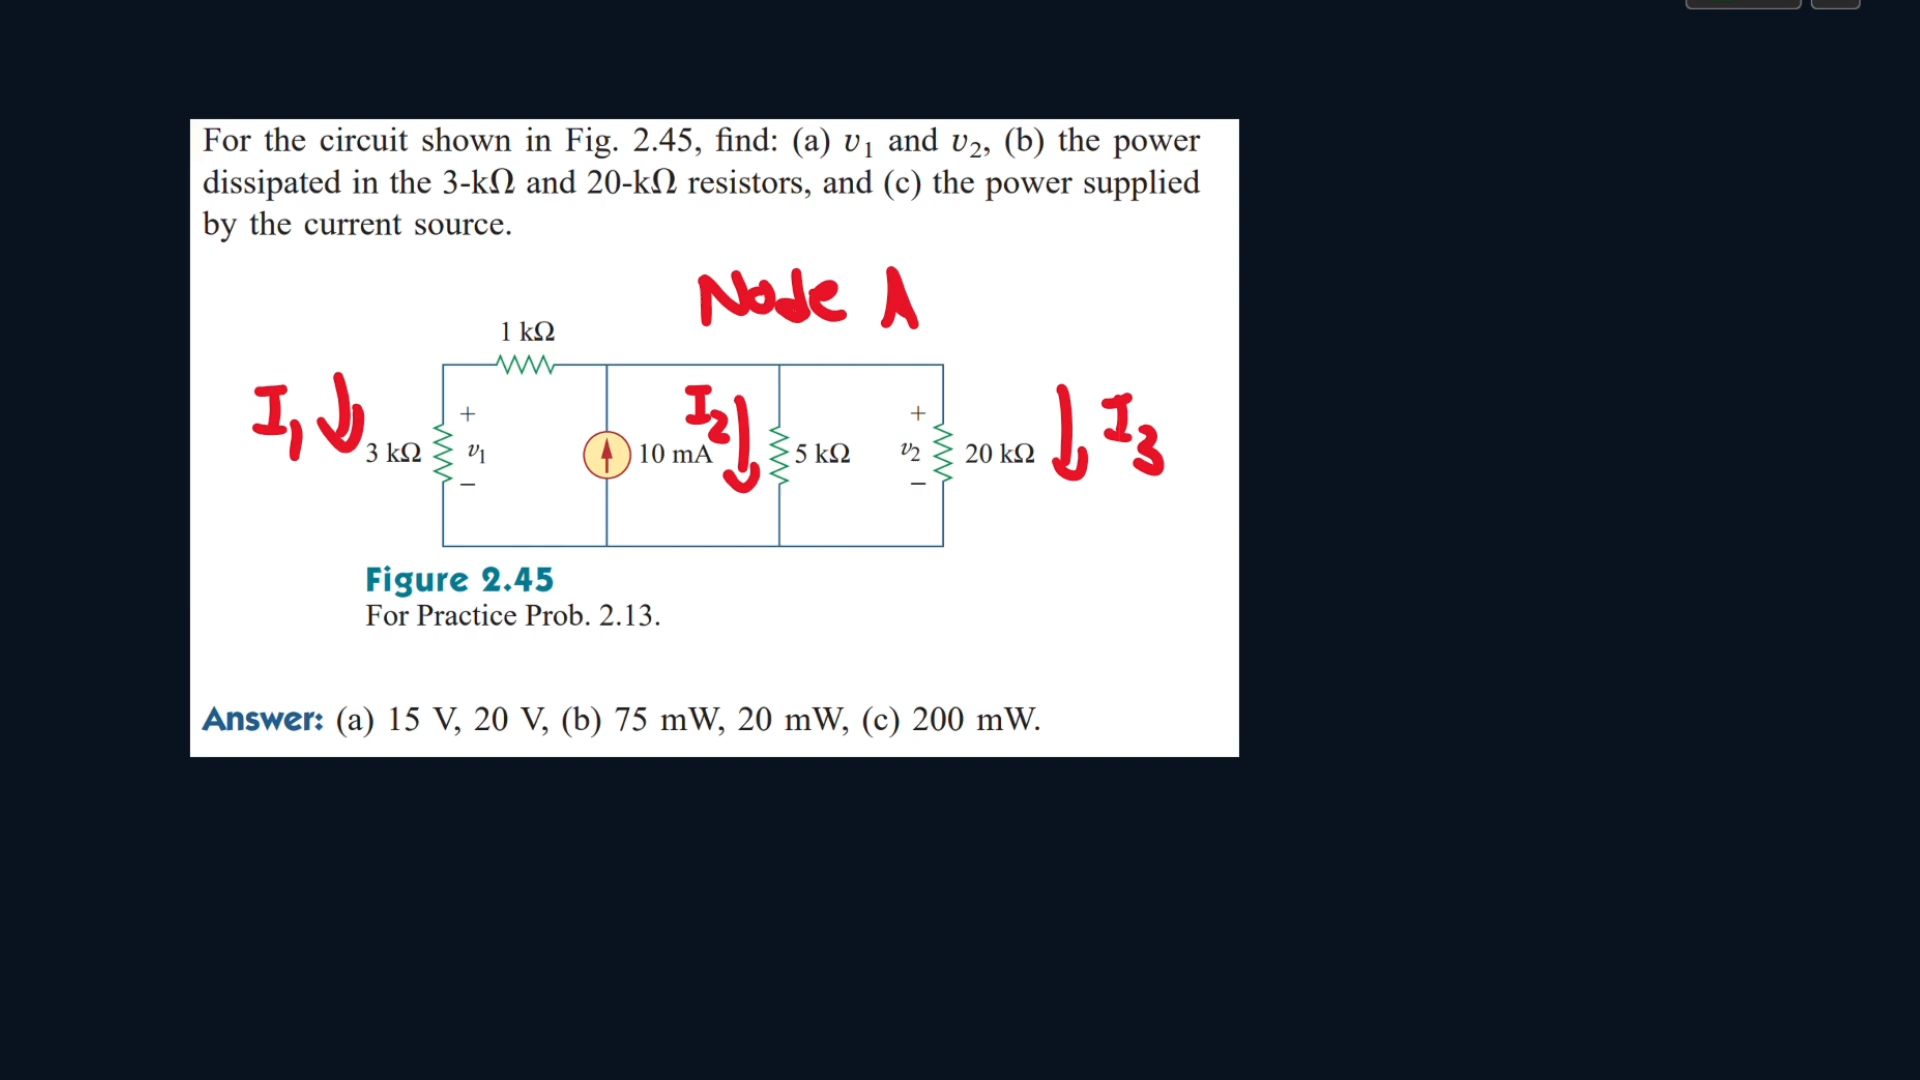 For the circuit shown in Fig. 2.45, find: (a) v₁ and v₂, (b) the power
dissipated in the 3-kΩ and 20-kΩ resistors, and (c) the power supplied
by the current source.
Node A
1 kΩ
I₁
3 kΩ
+
v₁
−
10 mA
I₂
5 kΩ
+
v₂
−
20 kΩ
I₃
Figure 2.45
For Practice Prob. 2.13.
Answer: (a) 15 V, 20 V, (b) 75 mW, 20 mW, (c) 200 mW.